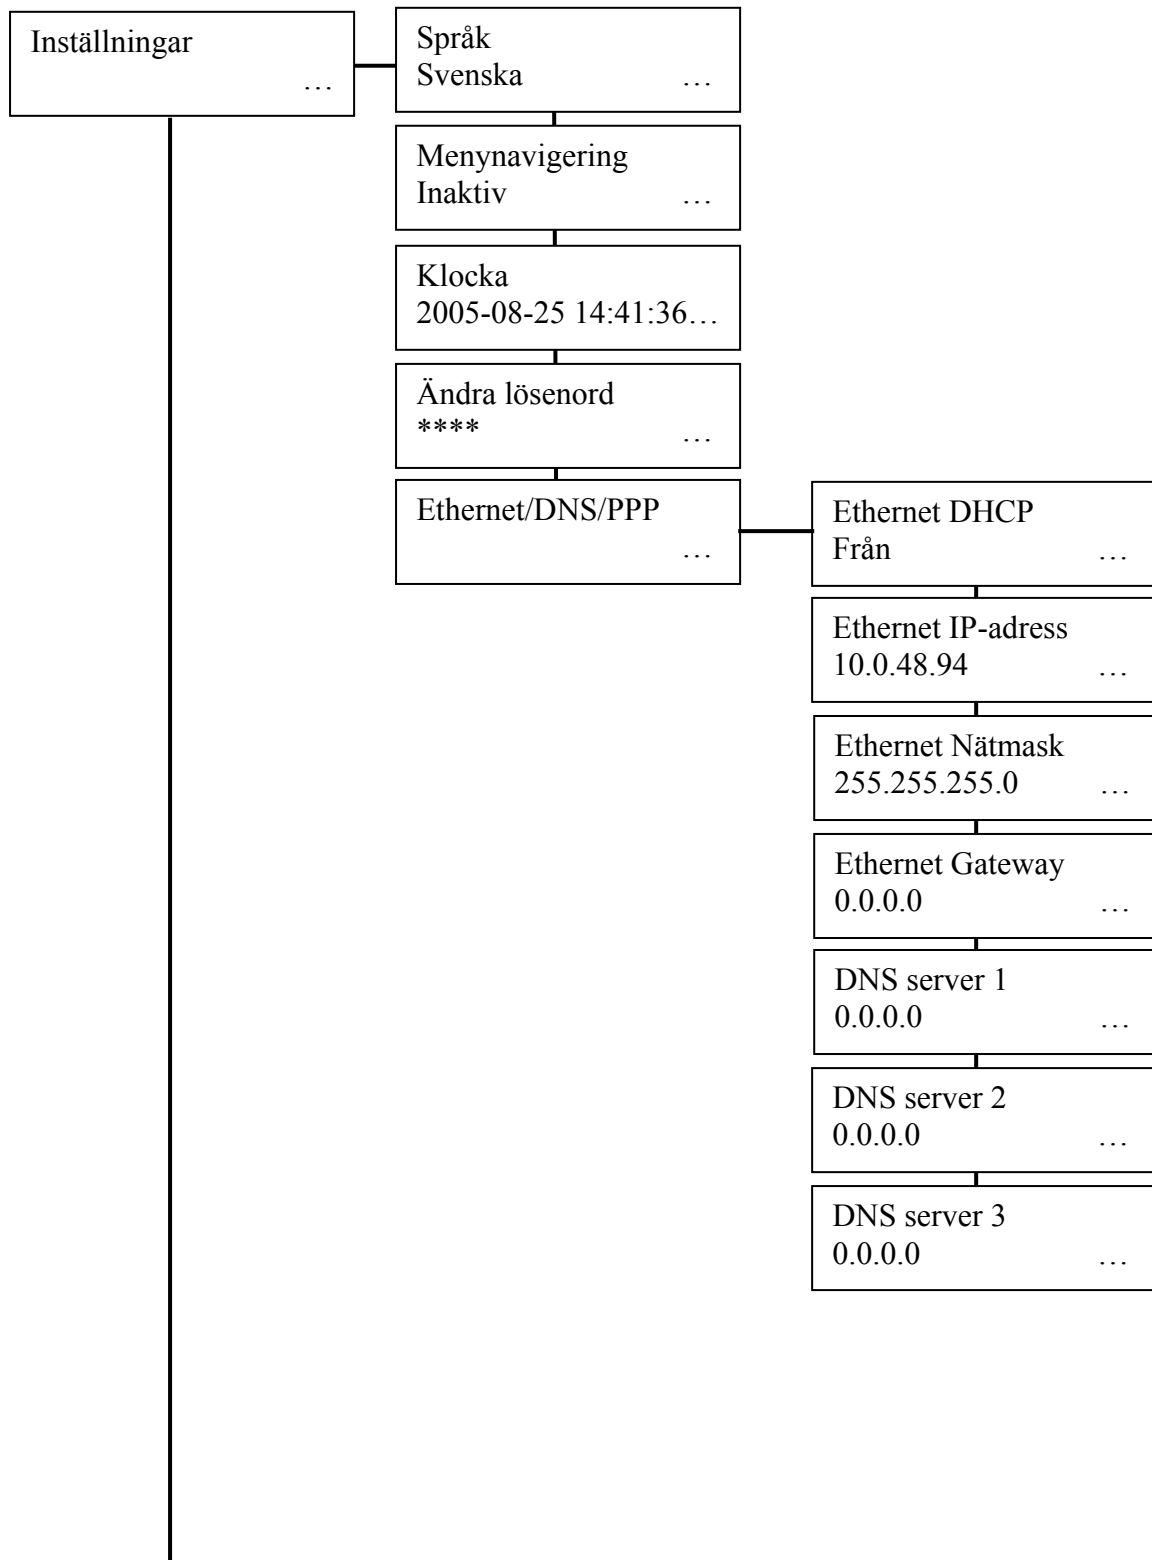 Inställningar
…
Språk
Svenska …
Menynavigering
Inaktiv …
Klocka
2005-08-25 14:41:36…
Ändra lösenord
**** …
Ethernet/DNS/PPP
…
Ethernet DHCP
Från …
Ethernet IP-adress
10.0.48.94 …
Ethernet Nätmask
255.255.255.0 …
Ethernet Gateway
0.0.0.0 …
DNS server 1
0.0.0.0 …
DNS server 2
0.0.0.0 …
DNS server 3
0.0.0.0 …